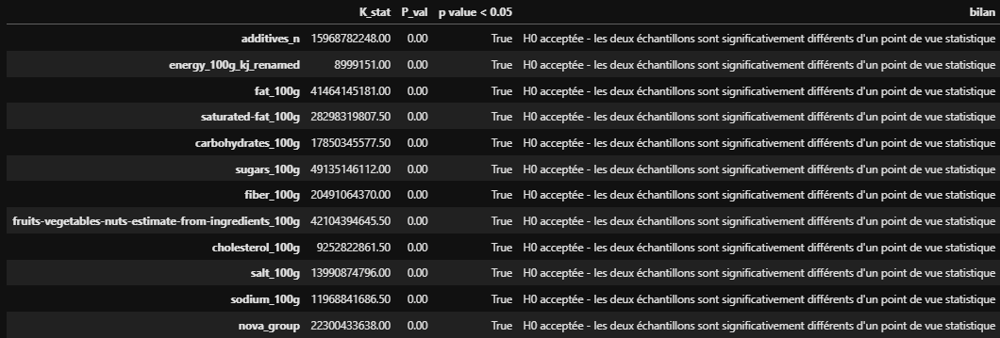 K_stat P_val p value < 0.05 bilan
additives_n 15968782248.00 0.00 True H0 acceptée - les deux échantillons sont significativement différents d'un point de vue statistique
energy_100g_kj_renamed 8999151.00 0.00 True H0 acceptée - les deux échantillons sont significativement différents d'un point de vue statistique
fat_100g 41464145181.00 0.00 True H0 acceptée - les deux échantillons sont significativement différents d'un point de vue statistique
saturated-fat_100g 28298319807.50 0.00 True H0 acceptée - les deux échantillons sont significativement différents d'un point de vue statistique
carbohydrates_100g 17850345577.50 0.00 True H0 acceptée - les deux échantillons sont significativement différents d'un point de vue statistique
sugars_100g 49135146112.00 0.00 True H0 acceptée - les deux échantillons sont significativement différents d'un point de vue statistique
fiber_100g 20491064370.00 0.00 True H0 acceptée - les deux échantillons sont significativement différents d'un point de vue statistique
fruits-vegetables-nuts-estimate-from-ingredients_100g 42104394645.50 0.00 True H0 acceptée - les deux échantillons sont significativement différents d'un point de vue statistique
cholesterol_100g 9252822861.50 0.00 True H0 acceptée - les deux échantillons sont significativement différents d'un point de vue statistique
salt_100g 13990874796.00 0.00 True H0 acceptée - les deux échantillons sont significativement différents d'un point de vue statistique
sodium_100g 11968841686.50 0.00 True H0 acceptée - les deux échantillons sont significativement différents d'un point de vue statistique
nova_group 22300433638.00 0.00 True H0 acceptée - les deux échantillons sont significativement différents d'un point de vue statistique